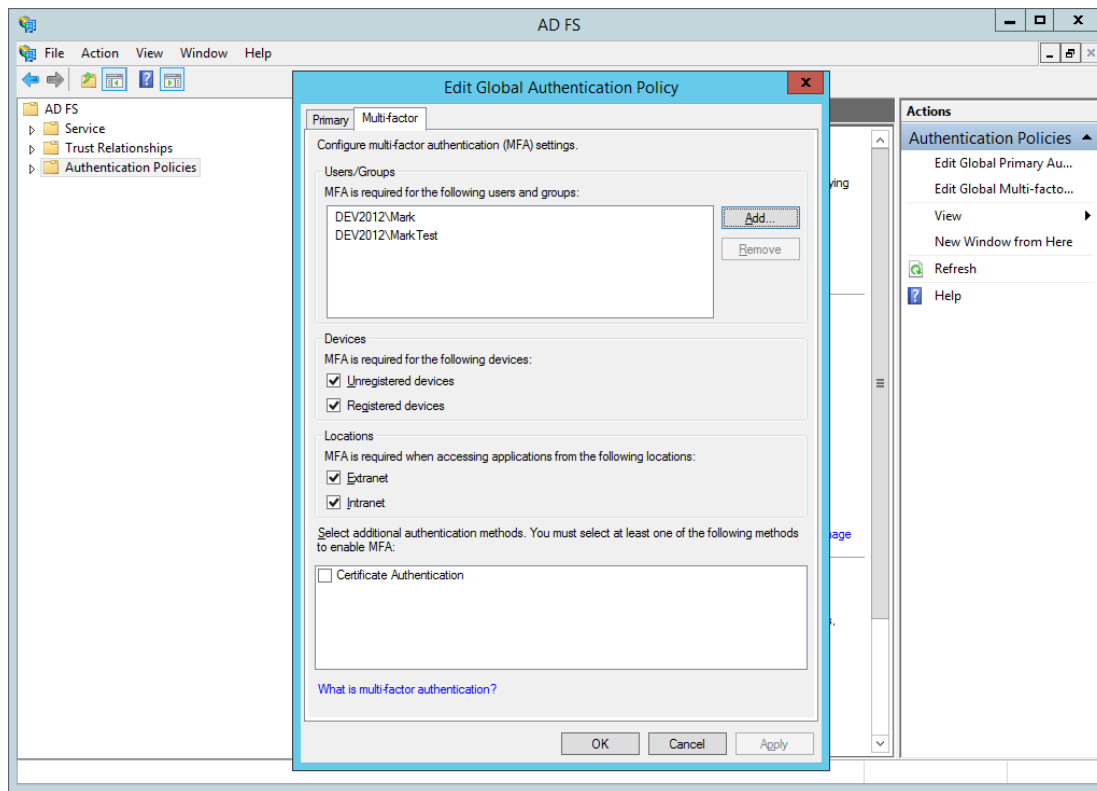 AD FS
File Action View Window Help
AD FS
Service
Trust Relationships
Authentication Policies
Edit Global Authentication Policy
x
Primary Multi-factor
Configure multi-factor authentication (MFA) settings.
Users/Groups
MFA is required for the following users and groups:
DEV2012\Mark
DEV2012\MarkTest
Add...
Remove
Devices
MFA is required for the following devices:
Unregistered devices
Registered devices
Locations
MFA is required when accessing applications from the following locations:
Extranet
Intranet
Select additional authentication methods. You must select at least one of the following methods
to enable MFA:
Certificate Authentication
What is multi-factor authentication?
OK Cancel Apply
ying
age
s.
Actions
Authentication Policies
Edit Global Primary Au...
Edit Global Multi-facto...
View
New Window from Here
Refresh
Help